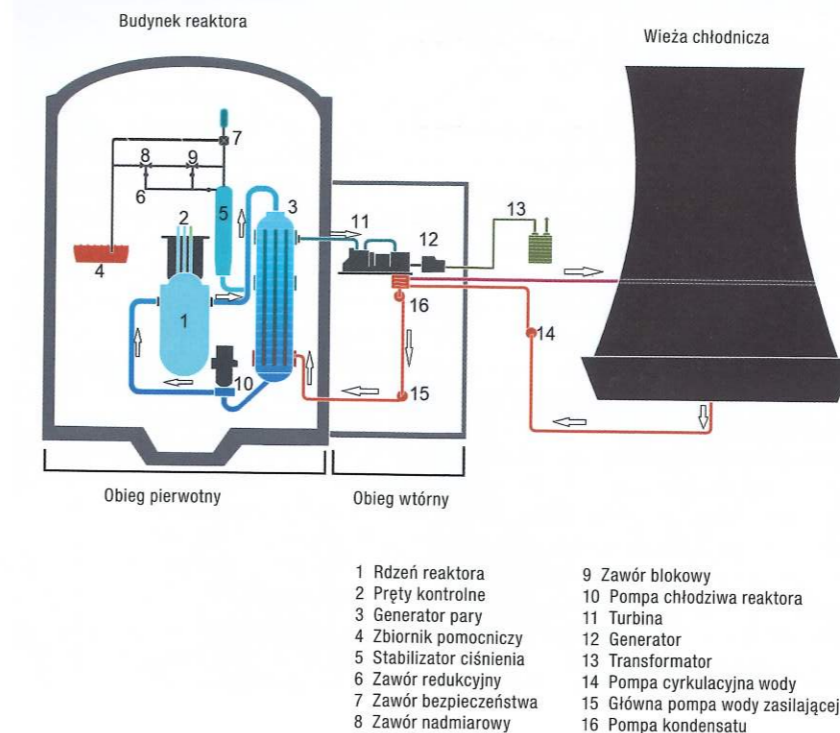 Budynek reaktora
Wieża chłodnicza
7
8
9
6
2
5
3
4
1
10
11
12
13
16
14
15
Obieg pierwotny
Obieg wtórny
1 Rdzeń reaktora
2 Pręty kontrolne
3 Generator pary
4 Zbiornik pomocniczy
5 Stabilizator ciśnienia
6 Zawór redukcyjny
7 Zawór bezpieczeństwa
8 Zawór nadmiarowy
9 Zawór blokowy
10 Pompa chłodziwa reaktora
11 Turbina
12 Generator
13 Transformator
14 Pompa cyrkulacyjna wody
15 Główna pompa wody zasilającej
16 Pompa kondensatu